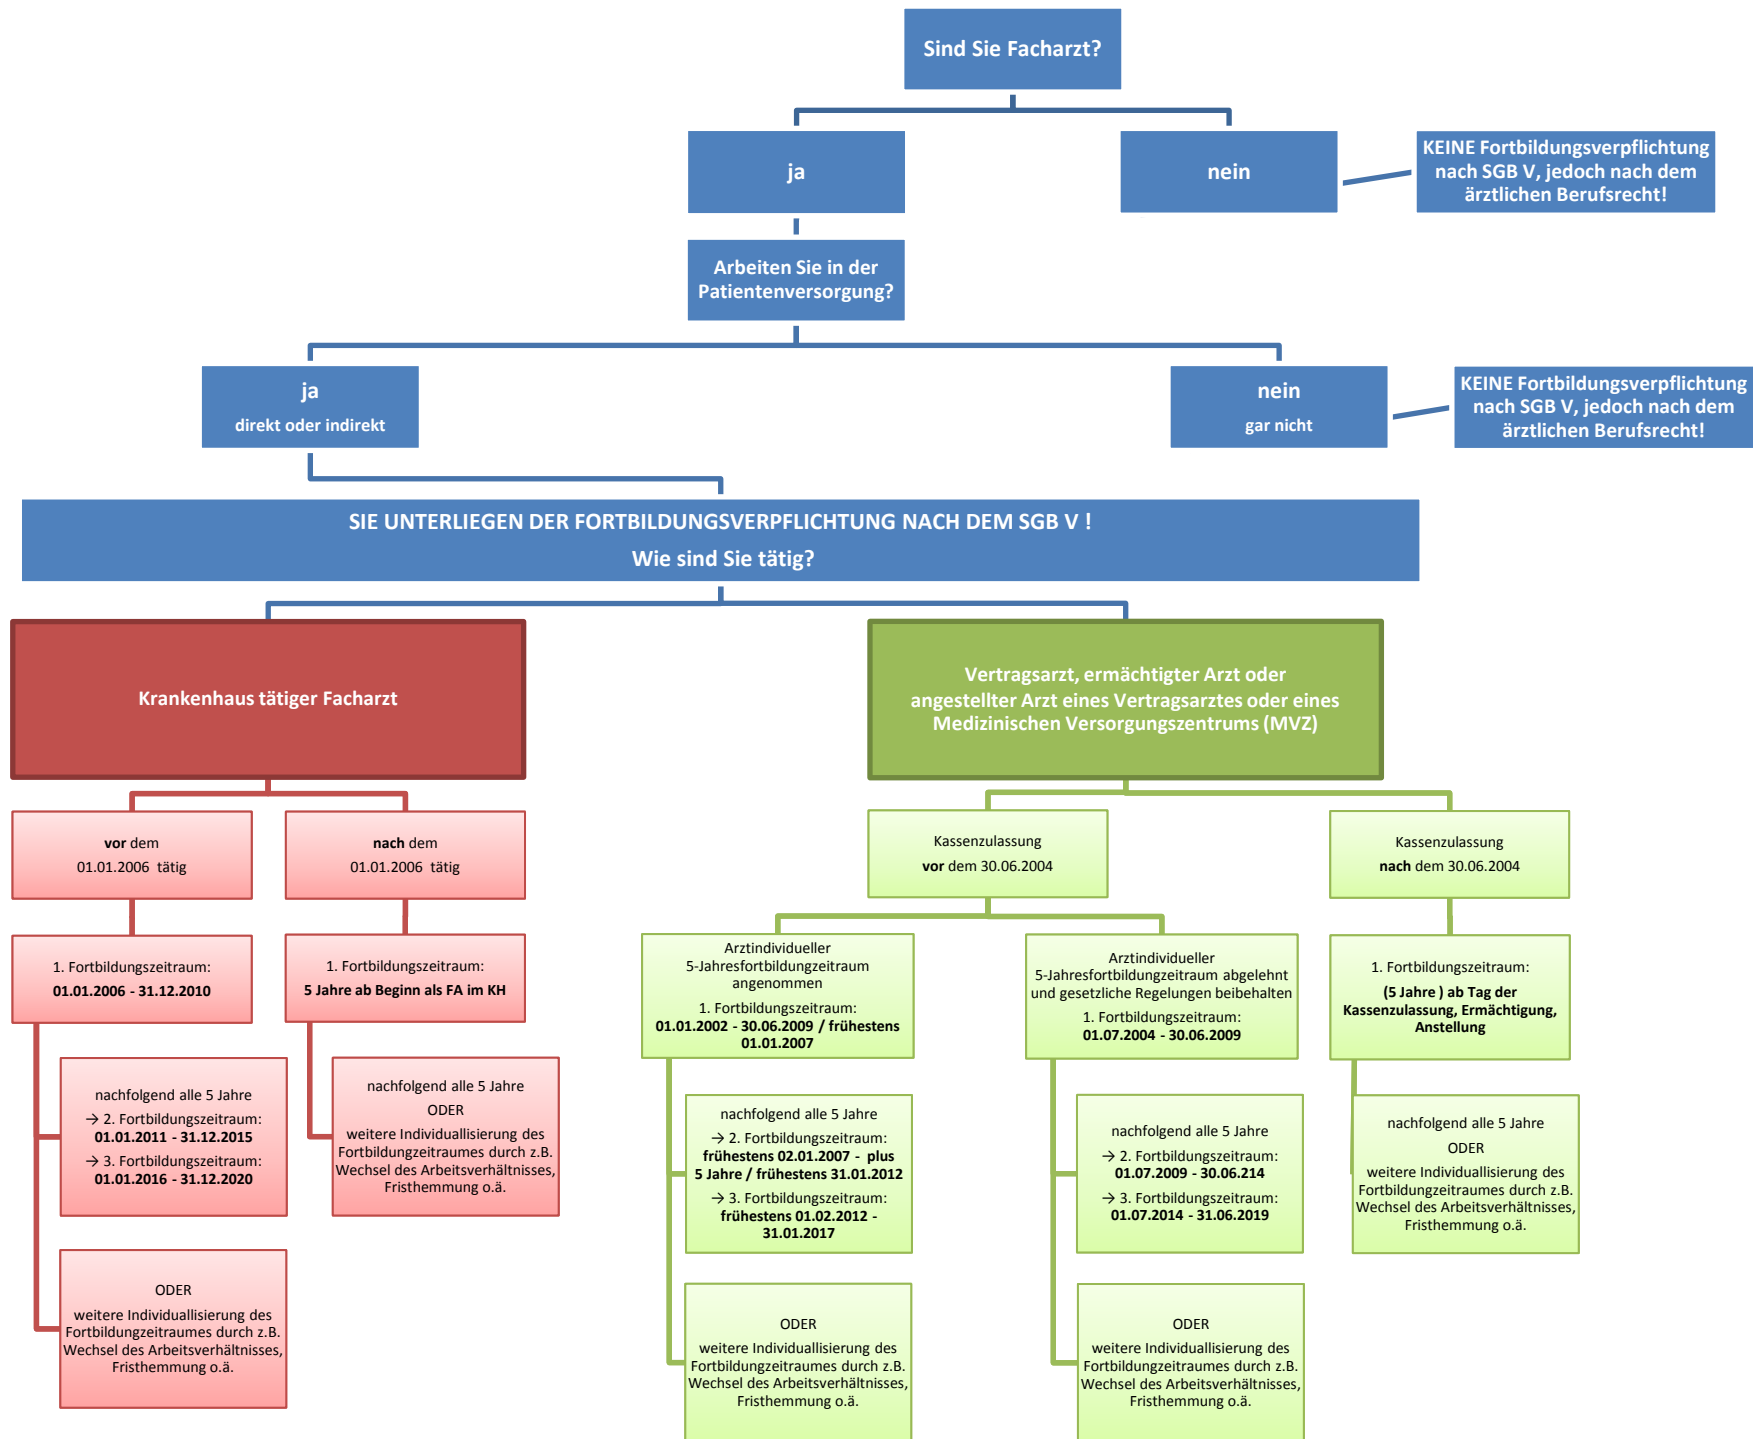 Sind Sie Facharzt?
ja
nein
KEINE Fortbildungsverpflichtung
nach SGB V, jedoch nach dem
ärztlichen Berufsrecht!
Arbeiten Sie in der
Patientenversorgung?
ja
direkt oder indirekt
nein
gar nicht
KEINE Fortbildungsverpflichtung
nach SGB V, jedoch nach dem
ärztlichen Berufsrecht!
SIE UNTERLIEGEN DER FORTBILDUNGSVERPFLICHTUNG NACH DEM SGB V !
Wie sind Sie tätig?
Krankenhaus tätiger Facharzt
Vertragsarzt, ermächtigter Arzt oder
angestellter Arzt eines Vertragsarztes oder eines
Medizinischen Versorgungszentrums (MVZ)
vor dem
01.01.2006 tätig
nach dem
01.01.2006 tätig
Kassenzulassung
vor dem 30.06.2004
Kassenzulassung
nach dem 30.06.2004
1. Fortbildungszeitraum:
01.01.2006 - 31.12.2010
1. Fortbildungszeitraum:
5 Jahre ab Beginn als FA im KH
Arztindividueller
5-Jahresfortbildungzeitraum
angenommen
1. Fortbildungszeitraum:
01.01.2002 - 30.06.2009 / frühestens
01.01.2007
Arztindividueller
5-Jahresfortbildungzeitraum abgelehnt
und gesetzliche Regelungen beibehalten
1. Fortbildungszeitraum:
01.07.2004 - 30.06.2009
1. Fortbildungszeitraum:
(5 Jahre ) ab Tag der
Kassenzulassung, Ermächtigung,
Anstellung
nachfolgend alle 5 Jahre
→ 2. Fortbildungszeitraum:
01.01.2011 - 31.12.2015
→ 3. Fortbildungszeitraum:
01.01.2016 - 31.12.2020
nachfolgend alle 5 Jahre
ODER
weitere Individuallisierung des
Fortbildungzeitraumes durch z.B.
Wechsel des Arbeitsverhältnisses,
Fristhemmung o.ä.
nachfolgend alle 5 Jahre
→ 2. Fortbildungszeitraum:
frühestens 02.01.2007 - plus
5 Jahre / frühestens 31.01.2012
→ 3. Fortbildungszeitraum:
frühestens 01.02.2012 -
31.01.2017
nachfolgend alle 5 Jahre
→ 2. Fortbildungszeitraum:
01.07.2009 - 30.06.214
→ 3. Fortbildungszeitraum:
01.07.2014 - 31.06.2019
nachfolgend alle 5 Jahre
ODER
weitere Individuallisierung des
Fortbildungzeitraumes durch z.B.
Wechsel des Arbeitsverhältnisses,
Fristhemmung o.ä.
ODER
weitere Individuallisierung des
Fortbildungzeitraumes durch z.B.
Wechsel des Arbeitsverhältnisses,
Fristhemmung o.ä.
ODER
weitere Individuallisierung des
Fortbildungzeitraumes durch z.B.
Wechsel des Arbeitsverhältnisses,
Fristhemmung o.ä.
ODER
weitere Individuallisierung des
Fortbildungzeitraumes durch z.B.
Wechsel des Arbeitsverhältnisses,
Fristhemmung o.ä.